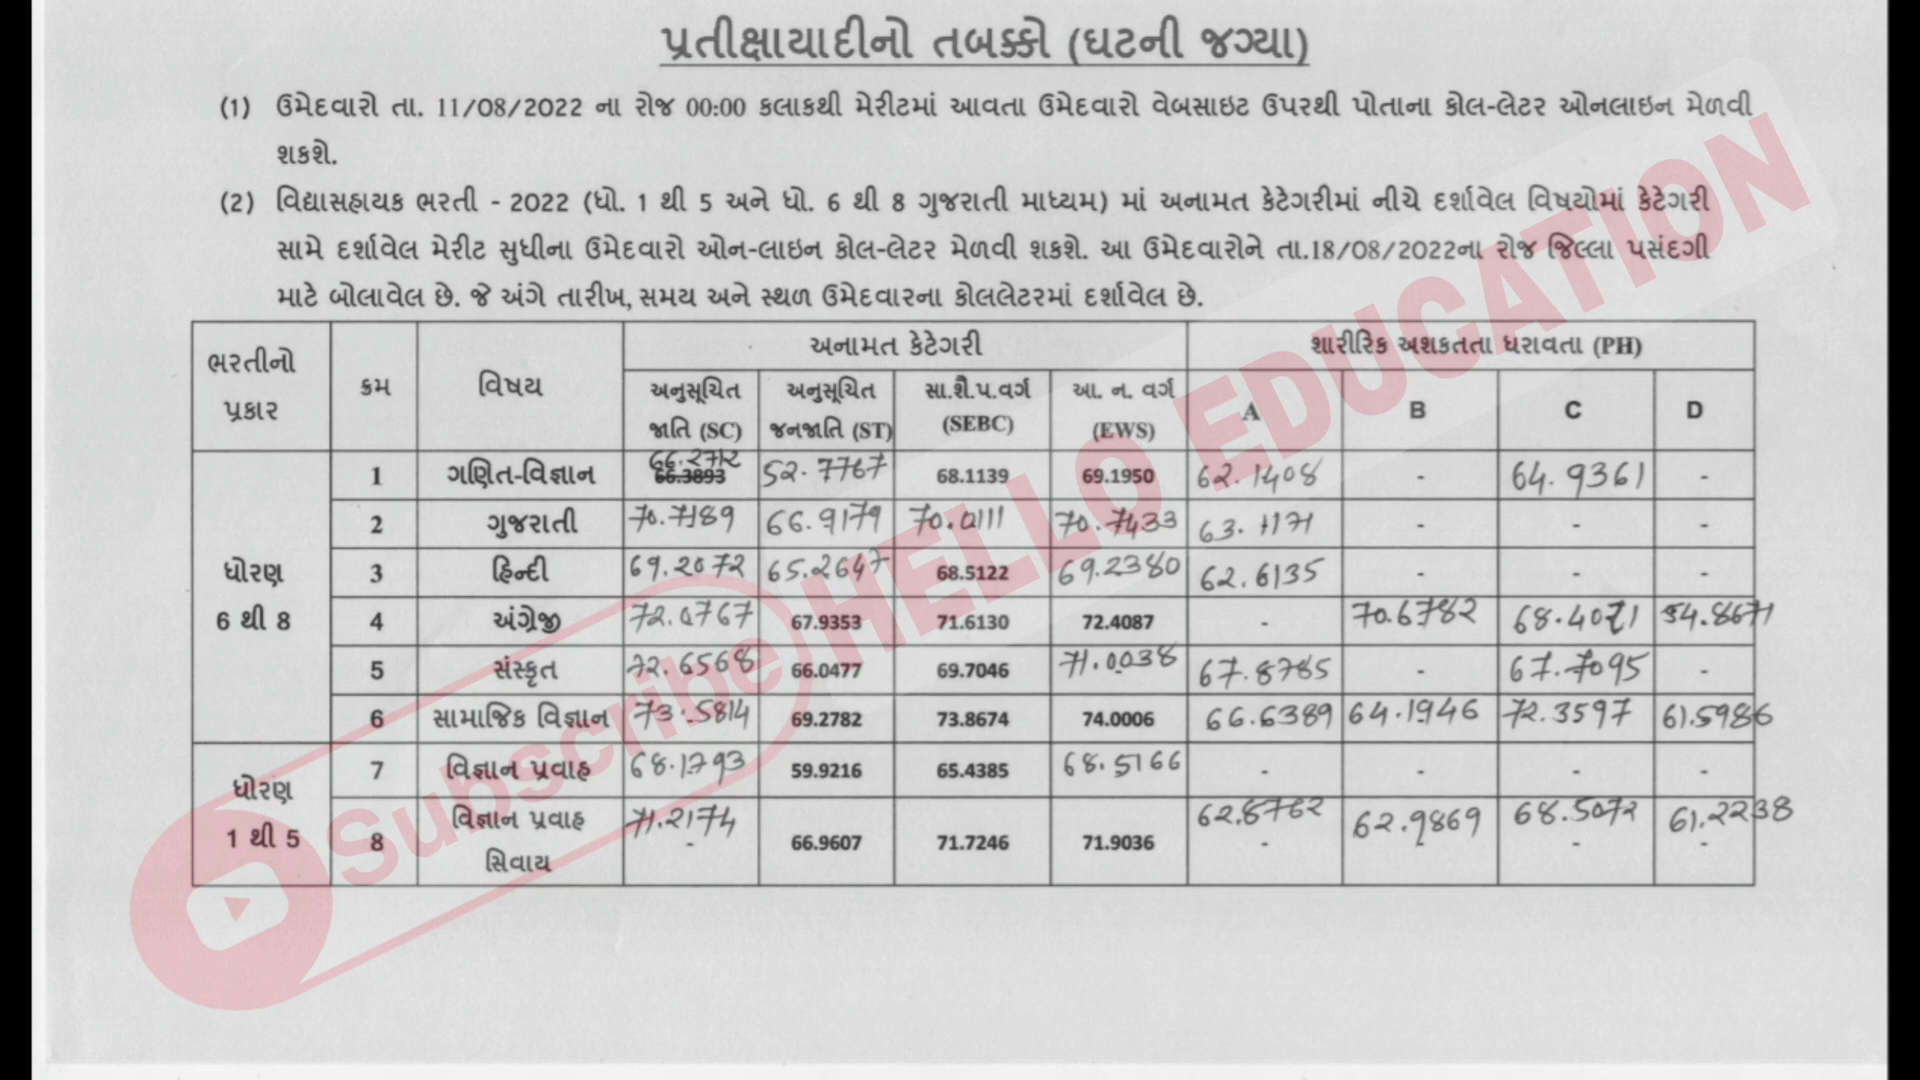 પ્રતીક્ષાયાદીનો તબક્કો (ઘટની જગ્યા)
(1) ઉમેદવારો તા. 11/08/2022 ના રોજ 00:00 કલાકથી મેરીટમાં આવતા ઉમેદવારો વેબસાઇટ ઉપરથી પોતાના કોલ-લેટર ઓનલાઇન મેળવી
શકશે.
(2) વિદ્યાસહાયક ભરતી - 2022 (ધો. 1 થી 5 અને ધો. 6 થી 8 ગુજરાતી માધ્યમ) માં અનામત કેટેગરીમાં નીચે દર્શાવેલ વિષયોમાં કેટેગરી
સામે દર્શાવેલ મેરીટ સુધીના ઉમેદવારો ઓન-લાઇન કોલ-લેટર મેળવી શકશે. આ ઉમેદવારોને તા.18/08/2022ના રોજ જિલ્લા પસંદગી
માટે બોલાવેલ છે. જે અંગે તારીખ, સમય અને સ્થળ ઉમેદવારના કોલલેટરમાં દર્શાવેલ છે.
ભરતીનો પ્રકાર ક્રમ વિષય અનામત કેટેગરી શારીરિક અશકતતા ધરાવતા (PH)
અનુસૂચિત જાતિ (SC) અનુસૂચિત જનજાતિ (ST) સા.શૈ.પ.વર્ગ (SEBC) આ. ન. વર્ગ (EWS) A B C D
ધોરણ 6 થી 8
1 ગણિત-વિજ્ઞાન 66.2712 66.3893 52.7767 68.1139 69.1950 62.1408 - 64.9361 -
2 ગુજરાતી 70.7189 66.9179 70.0111 70.7433 63.1171 - - -
3 હિન્દી 69.2072 65.2647 68.5122 69.2380 62.6135 - - -
4 અંગ્રેજી 72.0767 67.9353 71.6130 72.4087 - 70.6782 68.4071 54.8671
5 સંસ્કૃત 72.6568 66.0477 69.7046 71.0038 67.8785 - 67.7095 -
6 સામાજિક વિજ્ઞાન 73.5814 69.2782 73.8674 74.0006 66.6389 64.1946 72.3597 61.5986
ધોરણ 1 થી 5
7 વિજ્ઞાન પ્રવાહ 68.1793 59.9216 65.4385 68.5166 - - - -
8 વિજ્ઞાન પ્રવાહ સિવાય 71.2174 - 66.9607 71.7246 71.9036 62.8762 - 62.9869 - 68.5072 - 61.2238 -
Subscribe HELLO EDUCATION